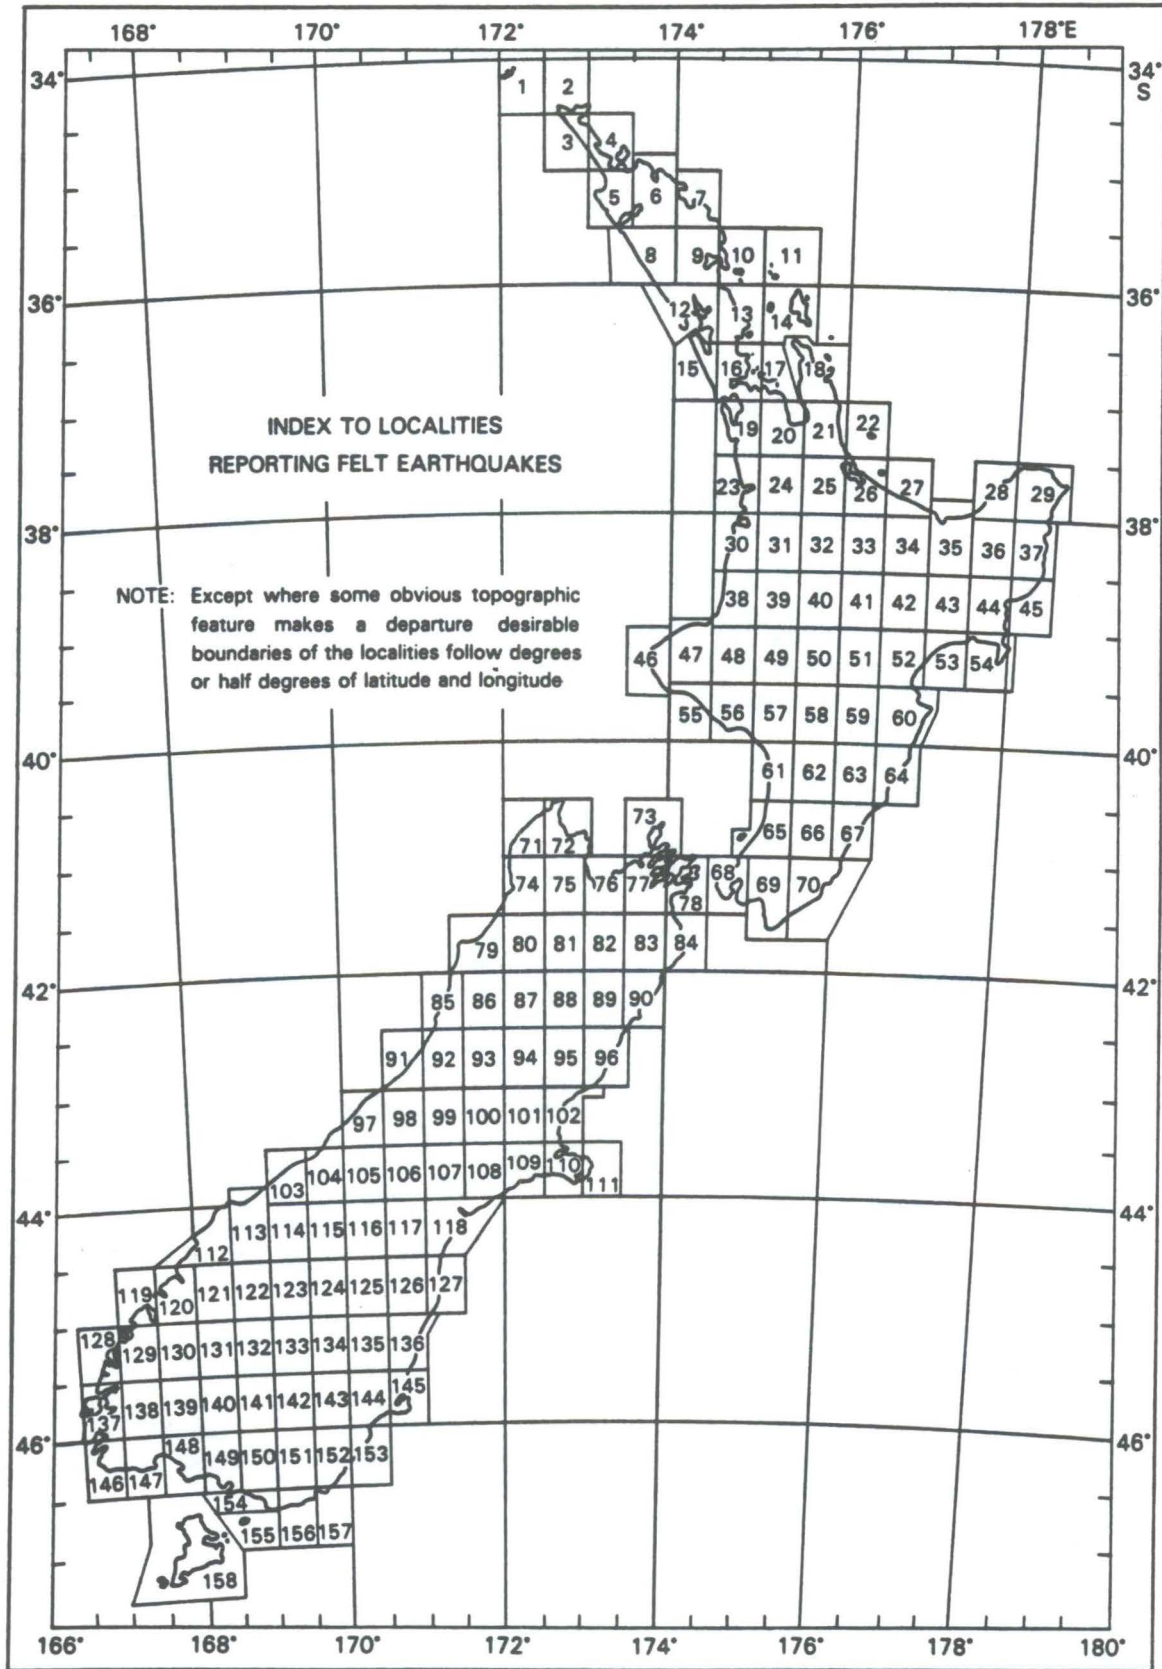 168° 170° 172° 174° 176° 178°E
34° 34°
S
1 2
3 4
5 6 7
8 9 10 11
36° 36°
12 13 14
15 16 17 18
INDEX TO LOCALITIES
REPORTING FELT EARTHQUAKES
19 20 21 22
23 24 25 26 27 28 29
38° 38°
30 31 32 33 34 35 36 37
NOTE: Except where some obvious topographic
feature makes a departure desirable
boundaries of the localities follow degrees
or half degrees of latitude and longitude
38 39 40 41 42 43 44 45
46 47 48 49 50 51 52 53 54
55 56 57 58 59 60
40° 40°
61 62 63 64
73 65 66 67
71 72
74 75 76 77 78 68 69 70
79 80 81 82 83 84
42° 42°
85 86 87 88 89 90
91 92 93 94 95 96
97 98 99 100 101 102
103 104 105 106 107 108 109 110 111
44° 44°
112 113 114 115 116 117 118
119 120 121 122 123 124 125 126 127
128 129 130 131 132 133 134 135 136
137 138 139 140 141 142 143 144 145
46° 46°
146 147 148 149 150 151 152 153
154
155 156 157
158
166° 168° 170° 172° 174° 176° 178° 180°